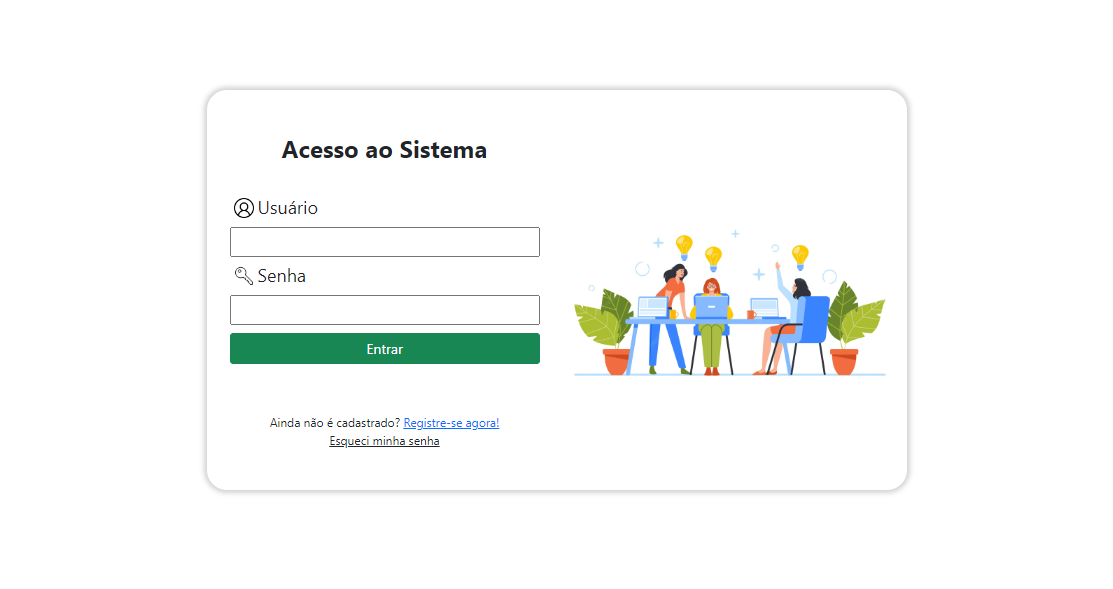 Acesso ao Sistema
Usuário
Senha
Entrar
Ainda não é cadastrado? Registre-se agora!
Esqueci minha senha